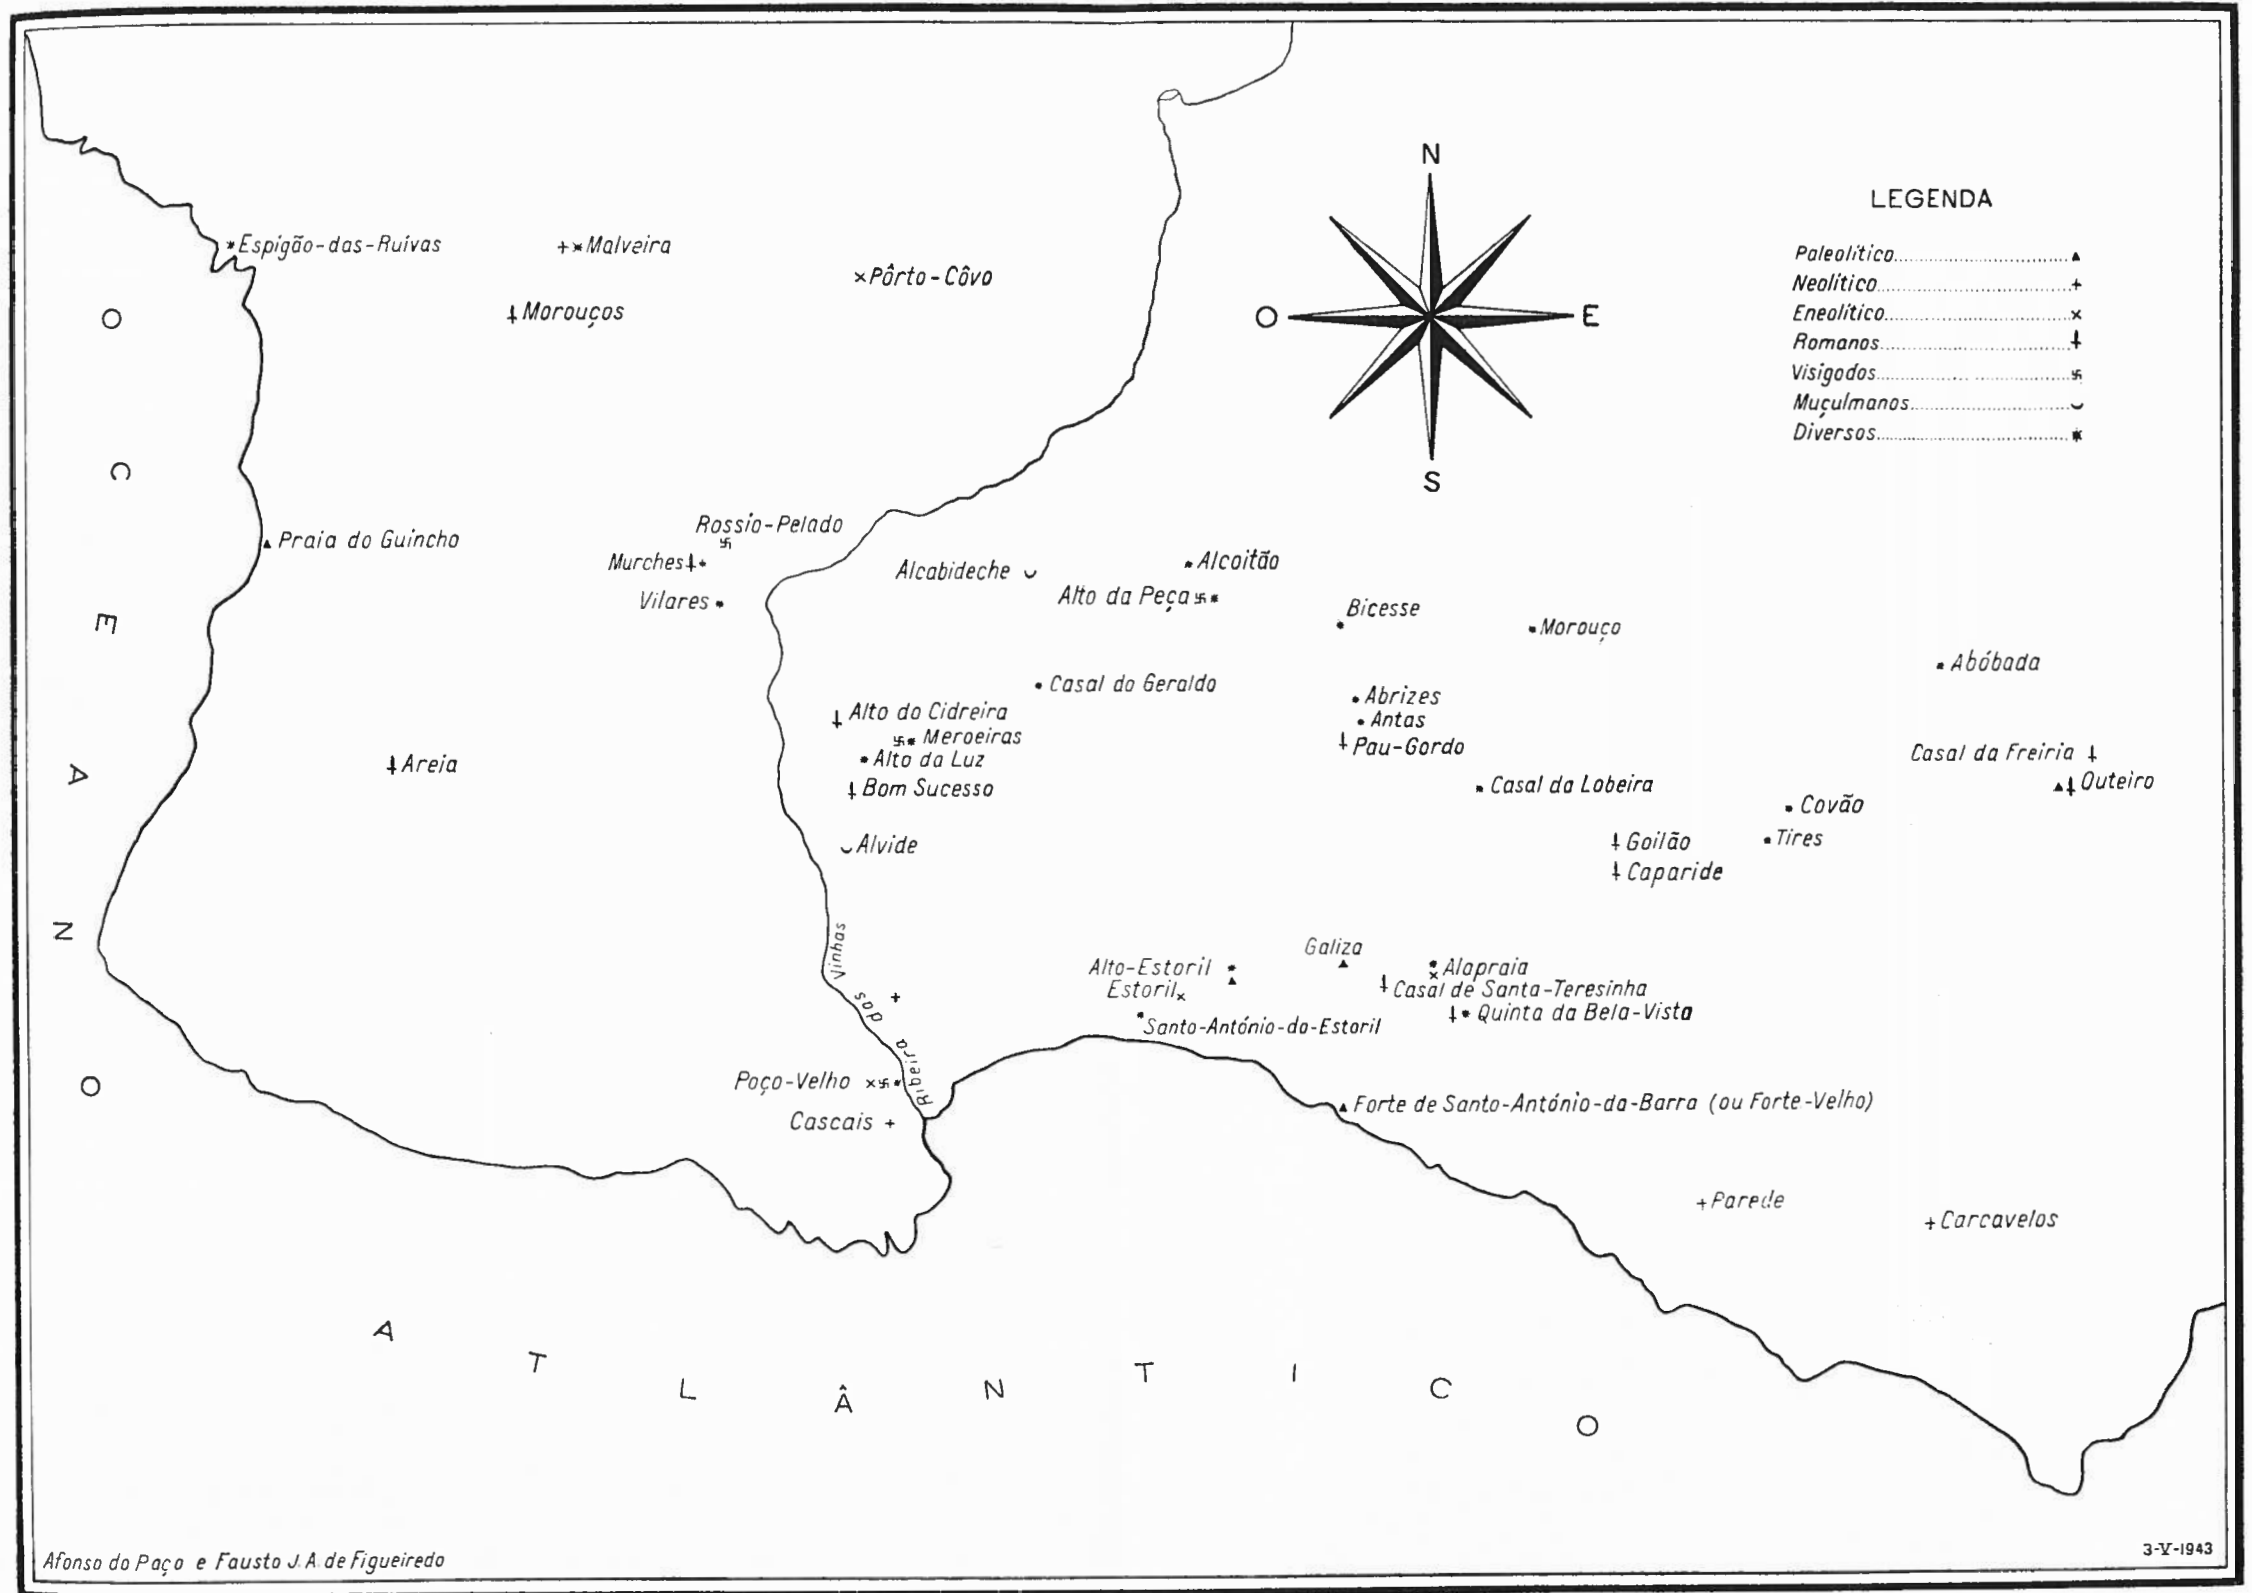 N
O
E
S
LEGENDA
Paleolítico
Neolítico
Eneolítico
Romanos
Visigodos
Muçulmanos
Diversos
Espigão-das-Ruivas
Malveira
Pôrto-Côvo
Morouços
Praia do Guincho
Rossio-Pelado
Murches
Vilares
Alcabideche
Alcoitão
Alto da Peça
Bicesse
Morouço
Abóbada
Casal do Geraldo
Abrizes
Antas
Pau-Gordo
Alto do Cidreira
Meroeiras
Alto da Luz
Bom Sucesso
Areia
Casal da Freiria
Outeiro
Casal da Lobeira
Covão
Tires
Goilão
Caparide
Alvide
Ribeira das Vinhas
Galiza
Alto-Estoril
Estoril
Alapraia
Casal de Santa-Teresinha
Quinta da Bela-Vista
Santo-António-do-Estoril
Poço-Velho
Cascais
Forte de Santo-António-da-Barra (ou Forte-Velho)
Parede
Carcavelos
OCEANO
ATLÂNTICO
Afonso do Paço e Fausto J. A. de Figueiredo
3-V-1943